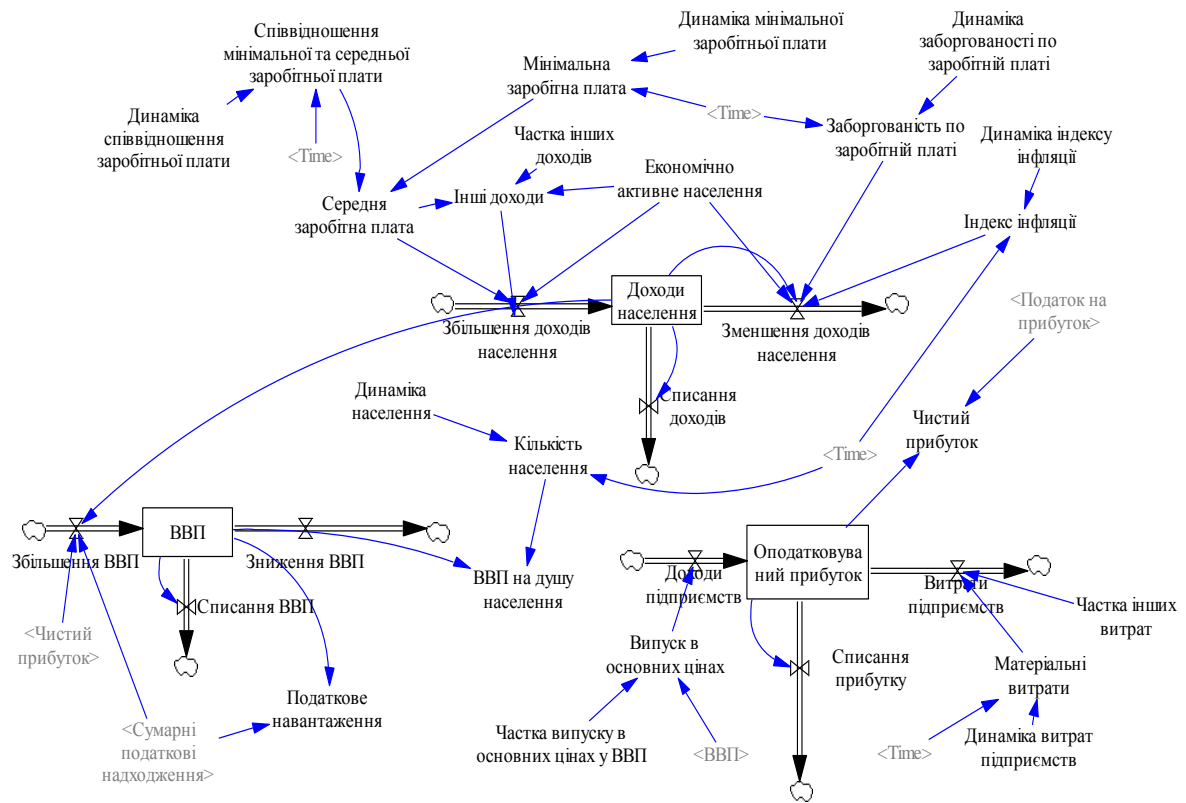 Співвідношення
мінімальної та середньої
заробітньої плати
Динаміка мінімальної
заробітньої плати
Динаміка
заборгованості по
заробітній платі
Мінімальна
заробітна плата
Динаміка
співвідношення
заробітньої плати
<Time>
<Time>
Частка інших
доходів
Заборгованість по
заробітній платі
Динаміка індексу
інфляції
Економічно
активне населення
Інші доходи
Середня
заробітна плата
Індекс інфляції
Доходи
населення
Збільшення доходів
населення
Зменшення доходів
населення
<Податок на
прибуток>
Динаміка
населення
Списання
доходів
Чистий
прибуток
Кількість
населення
<Time>
ВВП
Збільшення ВВП
Зниження ВВП
Списання ВВП
ВВП на душу
населення
Доходи
підприємств
Оподатковува
ний прибуток
Витрати
підприємств
Частка інших
витрат
<Чистий
прибуток>
Випуск в
основних цінах
Списання
прибутку
Матеріальні
витрати
Податкове
навантаження
<Сумарні
податкові
надходження>
Частка випуску в
основних цінах у ВВП
<ВВП>
<Time>
Динаміка витрат
підприємств